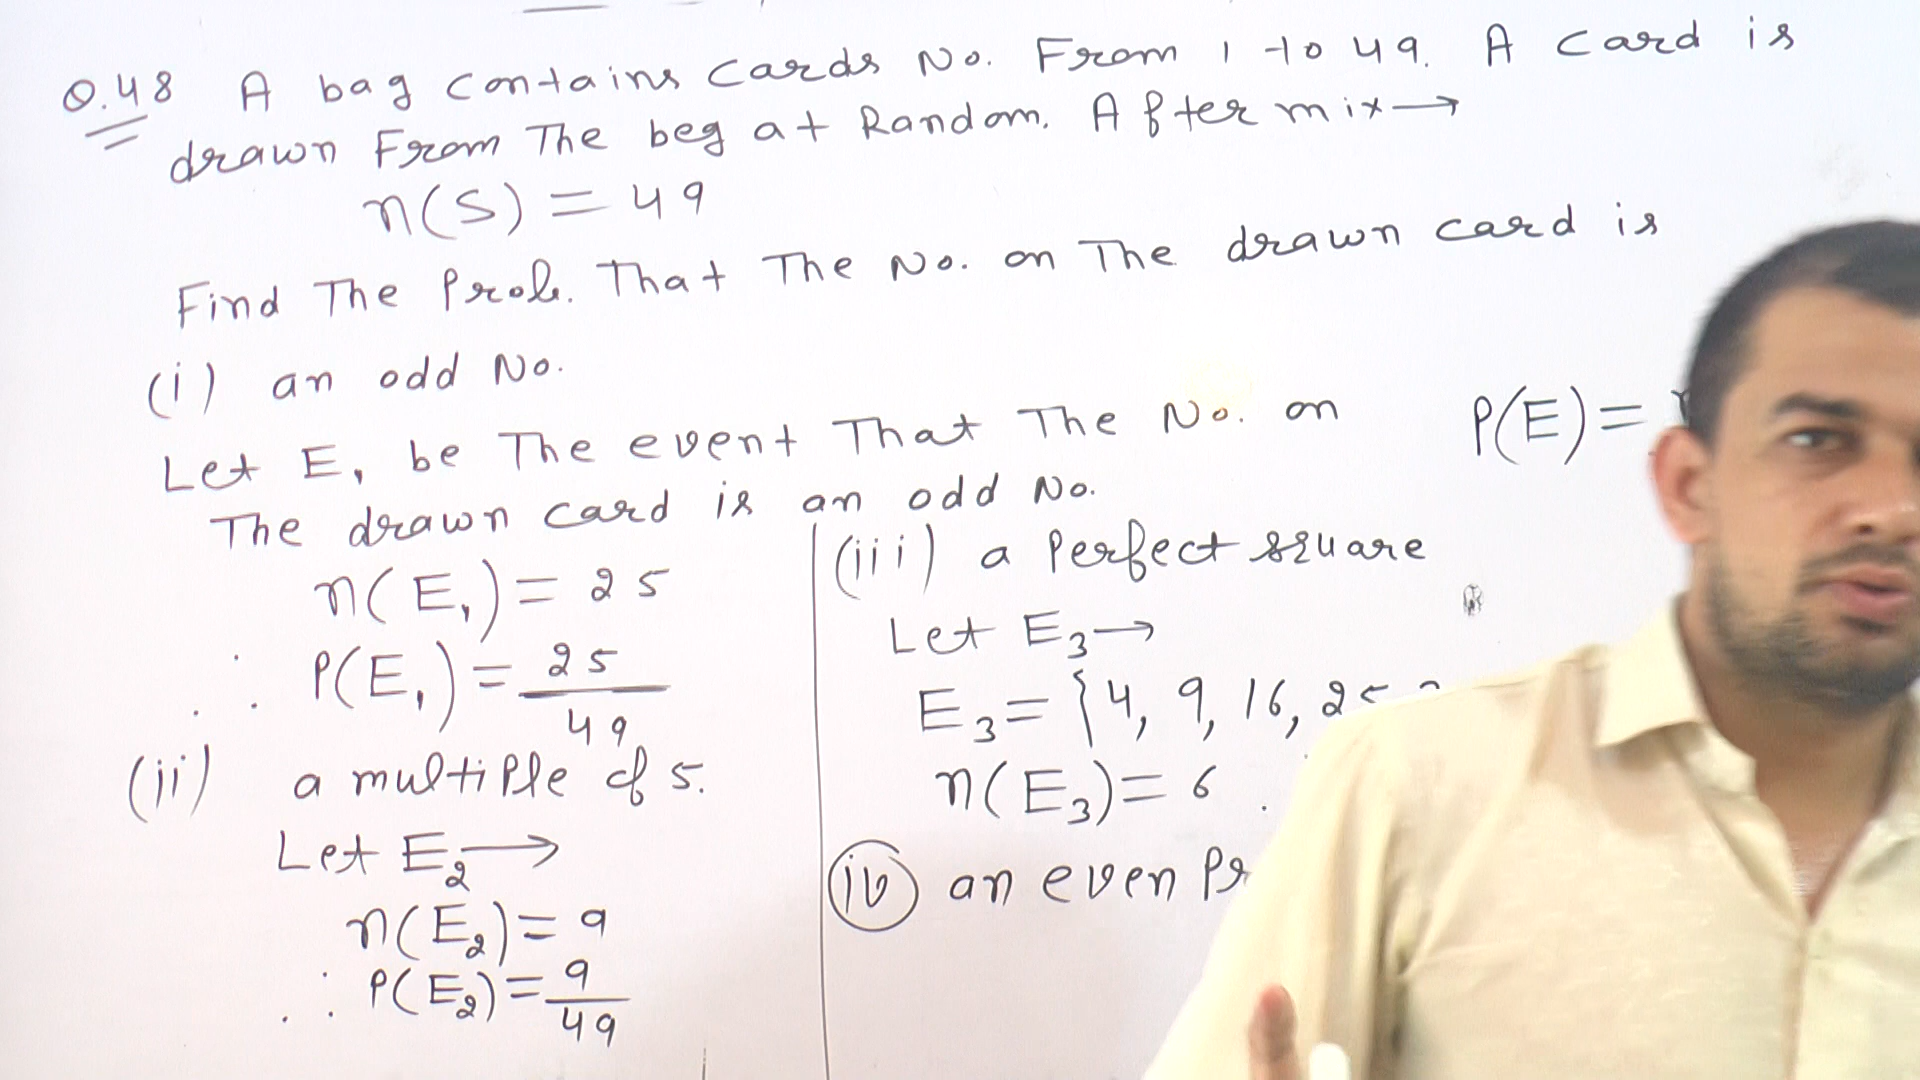 Q.48 A bag contains cards No. From 1 to 49. A card is
drawn From The beg at Random. After mix→
n(S) = 49
Find The Prob. That The No. on The drawn card is
(i) an odd No.
Let E₁ be The event That The No. on
The drawn card is an odd No.
n(E₁) = 25
∴ P(E₁) = 25/49
(ii) a multiple of 5.
Let E₂→
n(E₂) = 9
∴ P(E₂) = 9/49
P(E) =
(iii) a Perfect square
Let E₃→
E₃ = {4, 9, 16, 25
n(E₃) = 6
(iv) an even